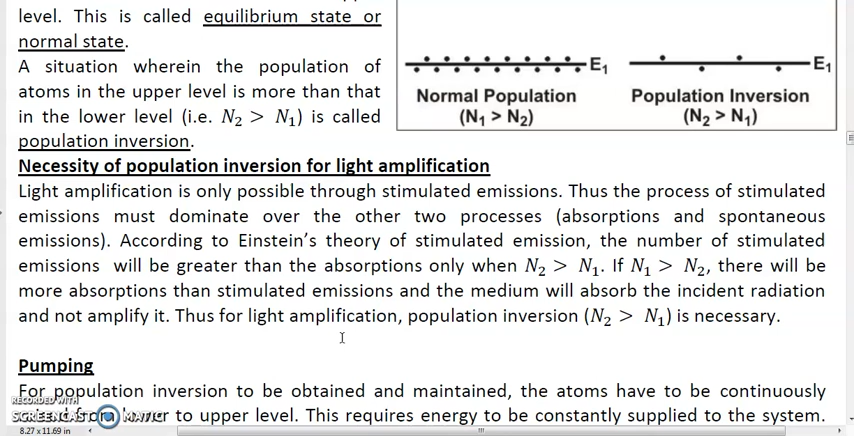 level. This is called equilibrium state or
normal state.
A situation wherein the population of
atoms in the upper level is more than that
in the lower level (i.e. N₂ > N₁) is called
population inversion.
E₁
Normal Population
(N₁ > N₂)
E₁
Population Inversion
(N₂ > N₁)
Necessity of population inversion for light amplification
Light amplification is only possible through stimulated emissions. Thus the process of stimulated
emissions must dominate over the other two processes (absorptions and spontaneous
emissions). According to Einstein's theory of stimulated emission, the number of stimulated
emissions will be greater than the absorptions only when N₂ > N₁. If N₁ > N₂, there will be
more absorptions than stimulated emissions and the medium will absorb the incident radiation
and not amplify it. Thus for light amplification, population inversion (N₂ > N₁) is necessary.
Pumping
For population inversion to be obtained and maintained, the atoms have to be continuously
to upper level. This requires energy to be constantly supplied to the system.
RECORDED WITH
SCREENCAST MATIC
8.27 x 11.69 in